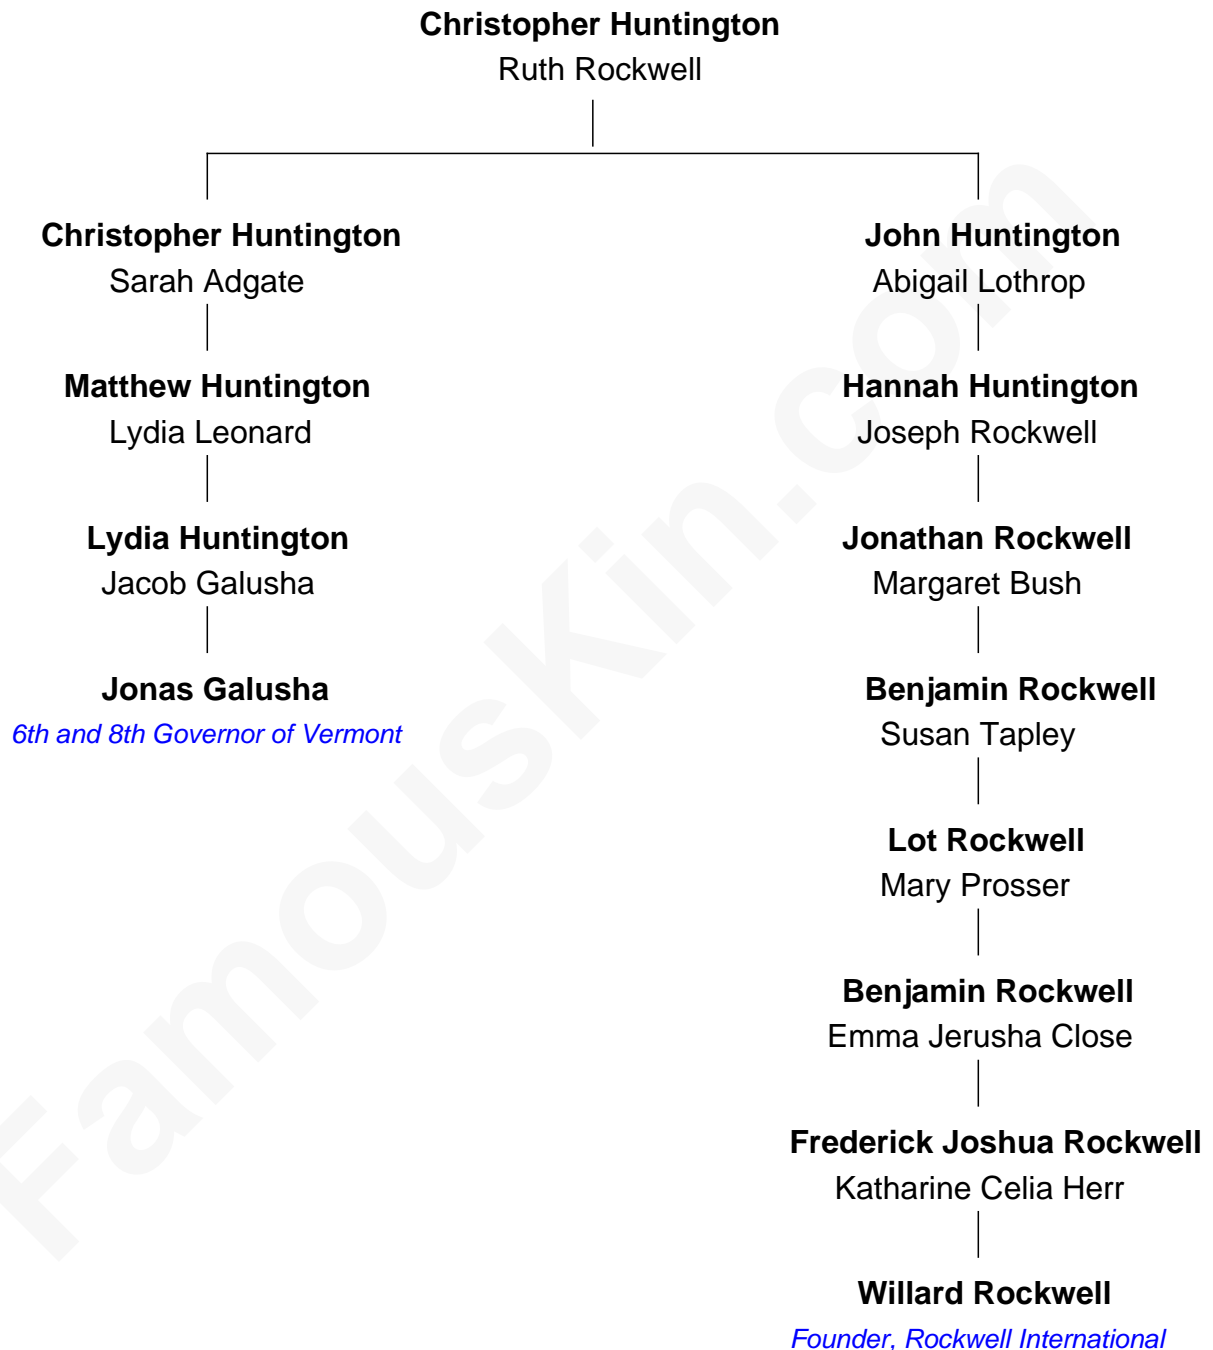 Christopher Huntington
Ruth Rockwell
Christopher Huntington
Sarah Adgate
Matthew Huntington
Lydia Leonard
Lydia Huntington
Jacob Galusha
Jonas Galusha
6th and 8th Governor of Vermont
John Huntington
Abigail Lothrop
Hannah Huntington
Joseph Rockwell
Jonathan Rockwell
Margaret Bush
Benjamin Rockwell
Susan Tapley
Lot Rockwell
Mary Prosser
Benjamin Rockwell
Emma Jerusha Close
Frederick Joshua Rockwell
Katharine Celia Herr
Willard Rockwell
Founder, Rockwell International
FamousKin.com